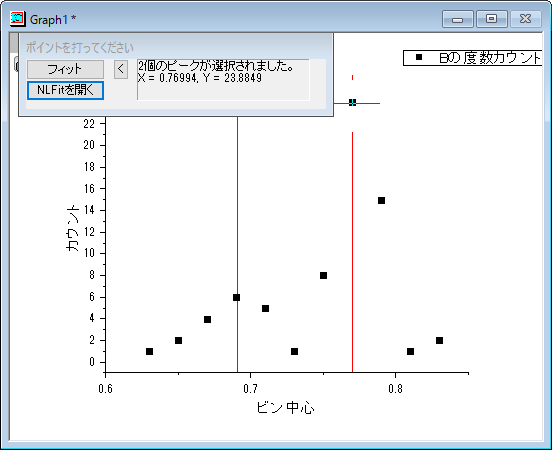 Graph1 *
ポイントを打ってください
フィット
<
2個のピークが選択されました。
X = 0.76994, Y = 23.8849
NLFitを開く
Bの度数カウント
22
20
18
16
14
12
10
8
6
4
2
0
カウント
0.6
0.7
0.8
ビン中心